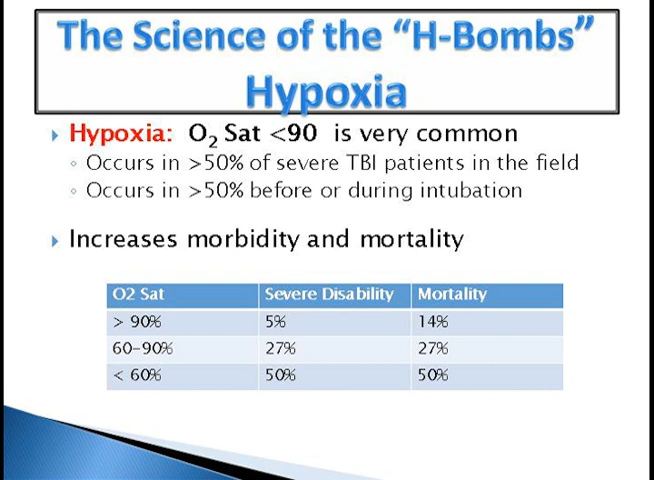 The Science of the “H-Bombs”
Hypoxia
Hypoxia: O2 Sat <90 is very common
Occurs in >50% of severe TBI patients in the field
Occurs in >50% before or during intubation
Increases morbidity and mortality
O2 Sat Severe Disability Mortality
> 90% 5% 14%
60-90% 27% 27%
< 60% 50% 50%